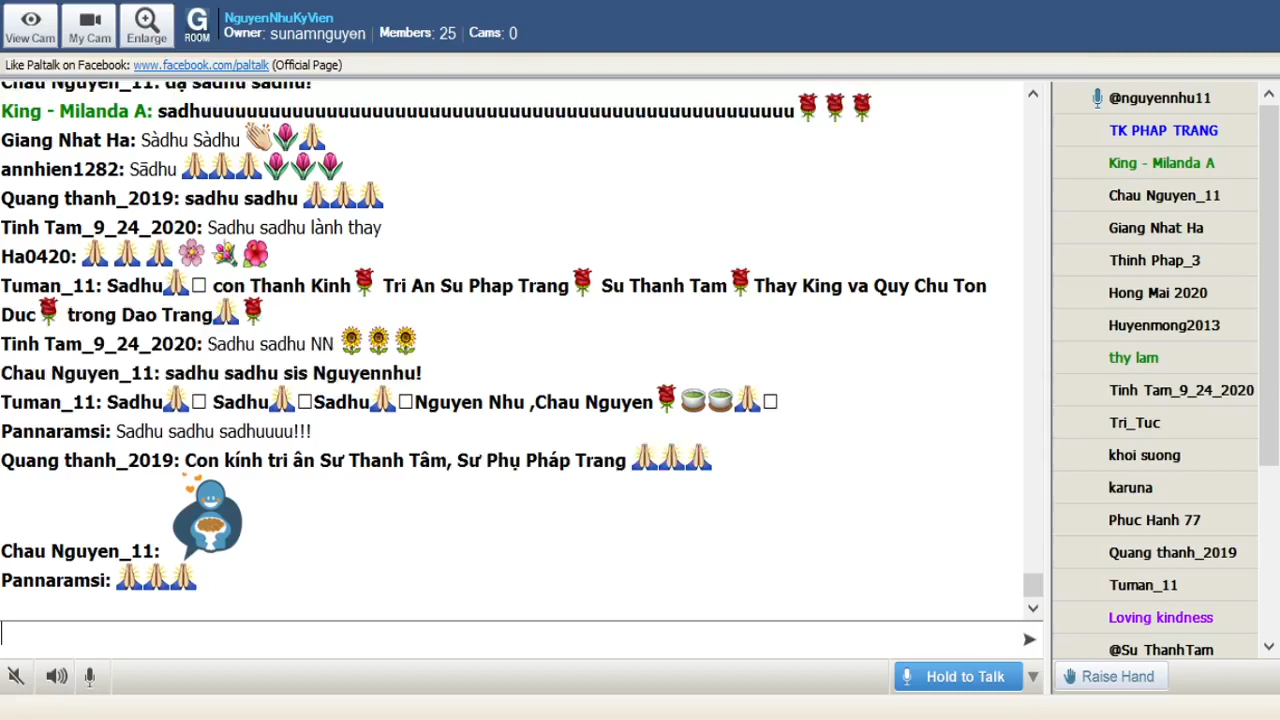 NguyenNhuKyVien
View Cam
My Cam
Enlarge
G ROOM
Owner: sunamnguyen | Members: 25 | Cams: 0
Like Paltalk on Facebook: www.facebook.com/paltalk (Official Page)
Chau Nguyen_11: dạ sadhu sadhu!
King - Milanda A: sadhuuuuuuuuuuuuuuuuuuuuuuuuuuuuuuuuuuuuuuuuuuuuuuuuuuuu
Giang Nhat Ha: Sàdhu Sàdhu
annhien1282: Sādhu
Quang thanh_2019: sadhu sadhu
Tinh Tam_9_24_2020: Sadhu sadhu lành thay
Ha0420:
Tuman_11: Sadhu con Thanh Kinh Tri An Su Phap Trang Su Thanh Tam Thay King va Quy Chu Ton
Duc trong Dao Trang
Tinh Tam_9_24_2020: Sadhu sadhu NN
Chau Nguyen_11: sadhu sadhu sis Nguyennhu!
Tuman_11: Sadhu Sadhu Sadhu Nguyen Nhu ,Chau Nguyen
Pannaramsi: Sadhu sadhu sadhuuuu!!!
Quang thanh_2019: Con kính tri ân Sư Thanh Tâm, Sư Phụ Pháp Trang
Chau Nguyen_11:
Pannaramsi:
Hold to Talk
@nguyennhu11
TK PHAP TRANG
King - Milanda A
Chau Nguyen_11
Giang Nhat Ha
Thinh Phap_3
Hong Mai 2020
Huyenmong2013
thy lam
Tinh Tam_9_24_2020
Tri_Tuc
khoi suong
karuna
Phuc Hanh 77
Quang thanh_2019
Tuman_11
Loving kindness
@Su ThanhTam
Raise Hand